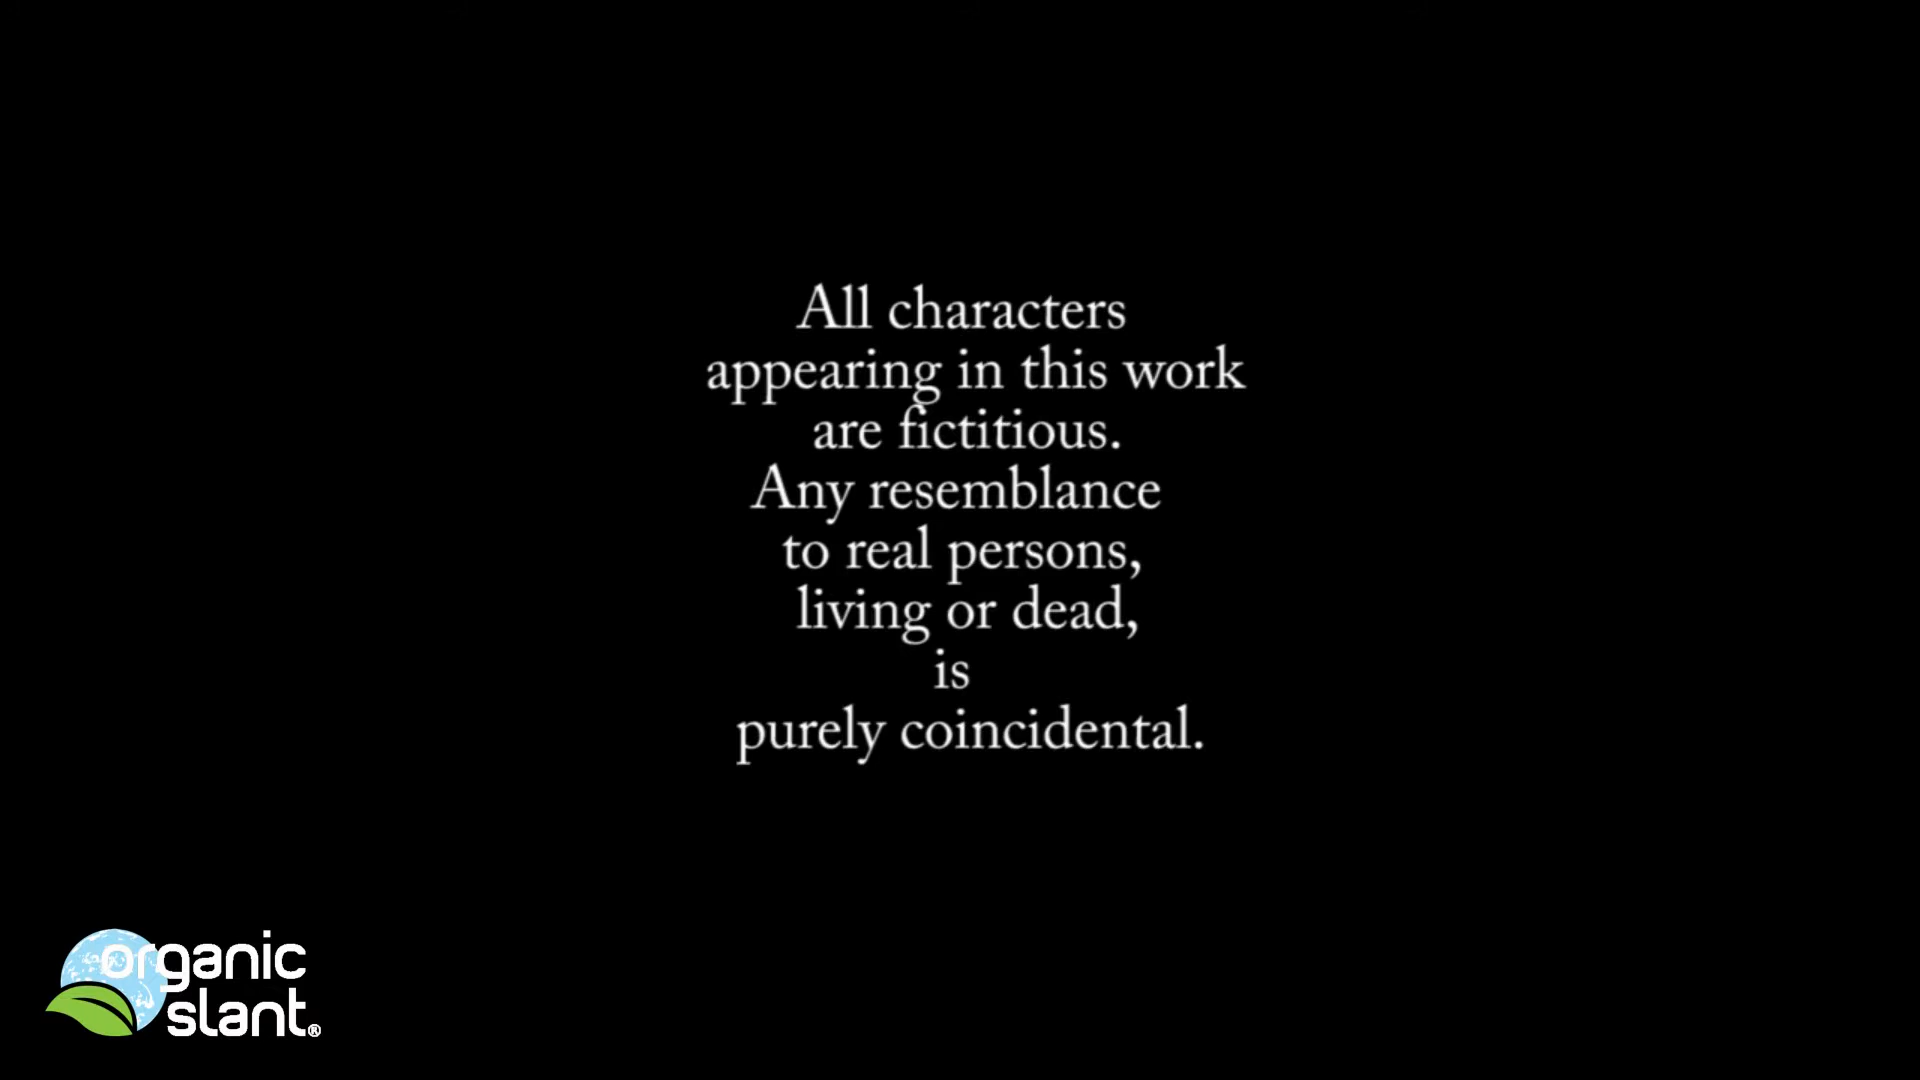 All characters
appearing in this work
are fictitious.
Any resemblance
to real persons,
living or dead,
is
purely coincidental.
organic
slant®